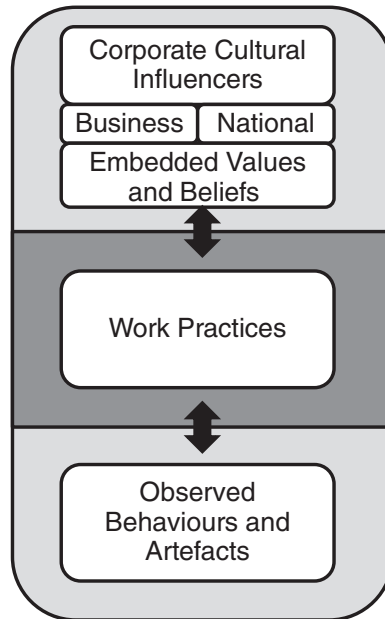 Corporate Cultural
Influencers
Business National
Embedded Values
and Beliefs
Work Practices
Observed
Behaviours and
Artefacts